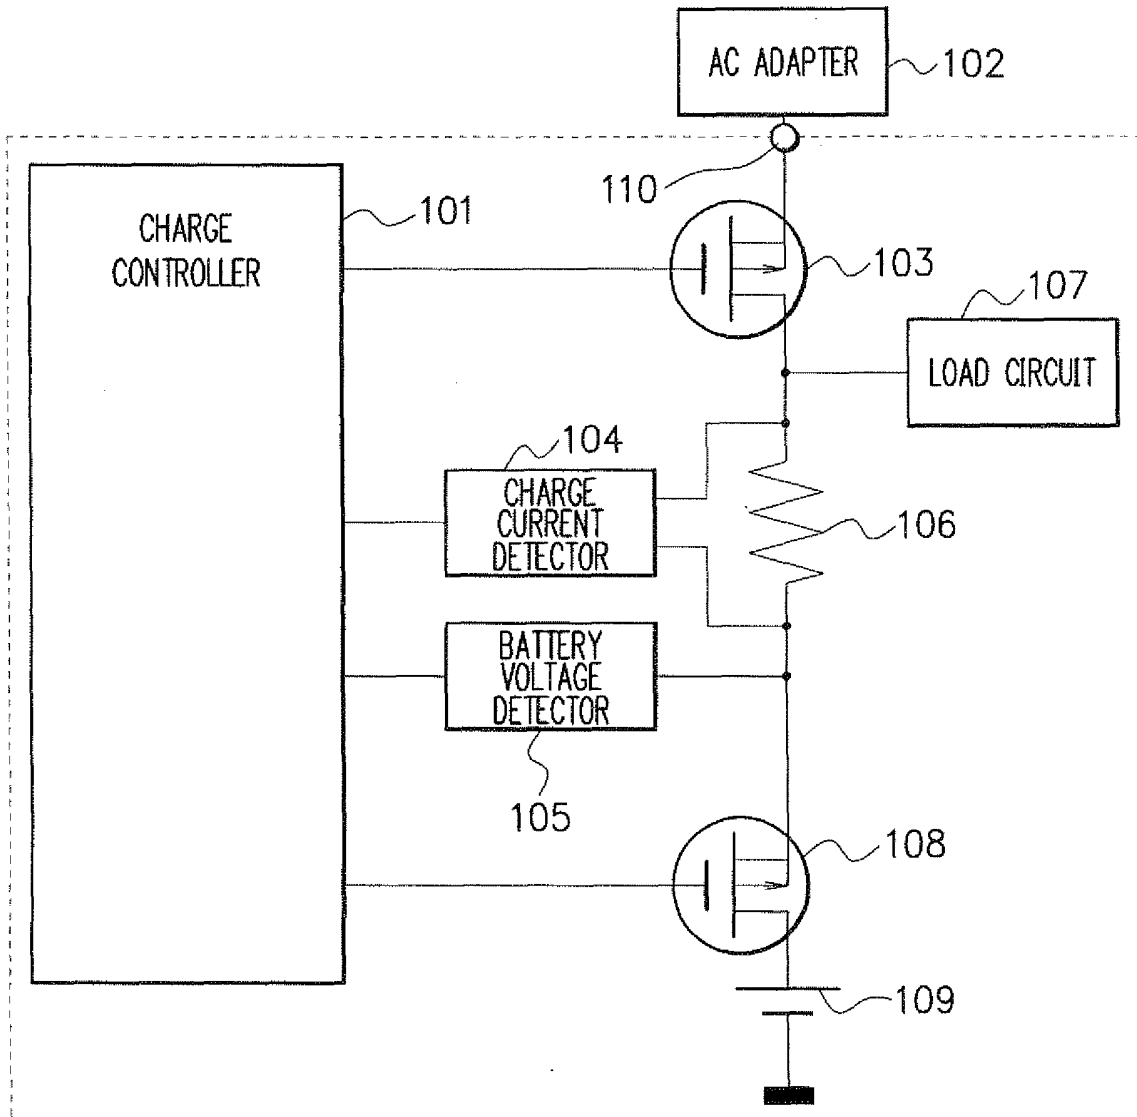 AC ADAPTER
102
110
CHARGE
CONTROLLER
101
103
107
LOAD CIRCUIT
104
CHARGE
CURRENT
DETECTOR
106
BATTERY
VOLTAGE
DETECTOR
105
108
109